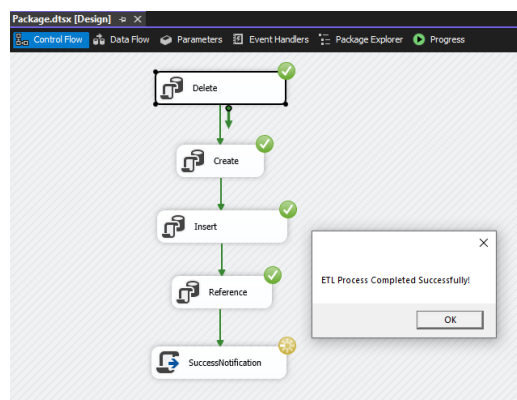 Package.dtsx [Design]
Control Flow Data Flow Parameters Event Handlers Package Explorer Progress
Delete
Create
Insert
ETL Process Completed Successfully!
Reference
OK
SuccessNotification